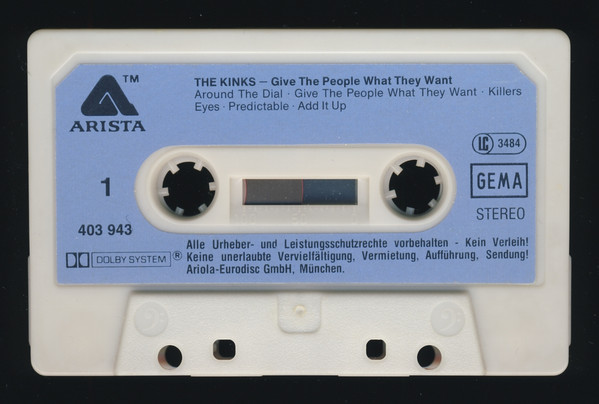 TM
ARISTA
THE KINKS – Give The People What They Want
Around The Dial · Give The People What They Want · Killers
Eyes · Predictable · Add It Up
LC 3484
1
GEMA
STEREO
403 943
DOLBY SYSTEM ®
Alle Urheber- und Leistungsschutzrechte vorbehalten - Kein Verleih!
Keine unerlaubte Vervielfältigung, Vermietung, Aufführung, Sendung!
Ariola-Eurodisc GmbH, München.